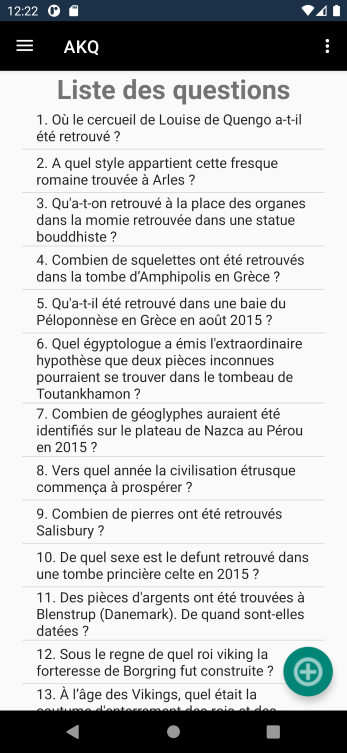 12:22
AKQ
Liste des questions
1. Où le cercueil de Louise de Quengo a-t-il
été retrouvé ?
2. A quel style appartient cette fresque
romaine trouvée à Arles ?
3. Qu'a-t-on retrouvé à la place des organes
dans la momie retrouvée dans une statue
bouddhiste ?
4. Combien de squelettes ont été retrouvés
dans la tombe d'Amphipolis en Grèce ?
5. Qu'a-t-il été retrouvé dans une baie du
Péloponnèse en Grèce en août 2015 ?
6. Quel égyptologue a émis l'extraordinaire
hypothèse que deux pièces inconnues
pourraient se trouver dans le tombeau de
Toutankhamon ?
7. Combien de géoglyphes auraient été
identifiés sur le plateau de Nazca au Pérou
en 2015 ?
8. Vers quel année la civilisation étrusque
commença à prospérer ?
9. Combien de pierres ont été retrouvés
Salisbury ?
10. De quel sexe est le defunt retrouvé dans
une tombe princière celte en 2015 ?
11. Des pièces d'argents ont été trouvées à
Blenstrup (Danemark). De quand sont-elles
datées ?
12. Sous le regne de quel roi viking la
forteresse de Borgring fut construite ?
13. À l'âge des Vikings, quel était la
coutume d'enterrement des rois et des